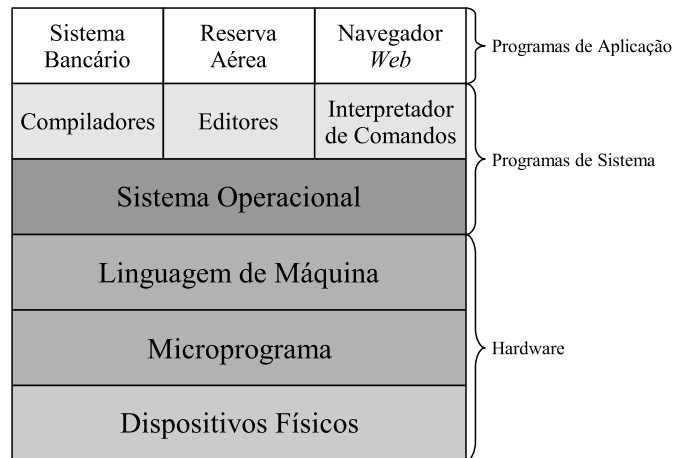 Sistema
Bancário
Reserva
Aérea
Navegador
Web
Programas de Aplicação
Compiladores
Editores
Interpretador
de Comandos
Programas de Sistema
Sistema Operacional
Linguagem de Máquina
Microprograma
Hardware
Dispositivos Físicos